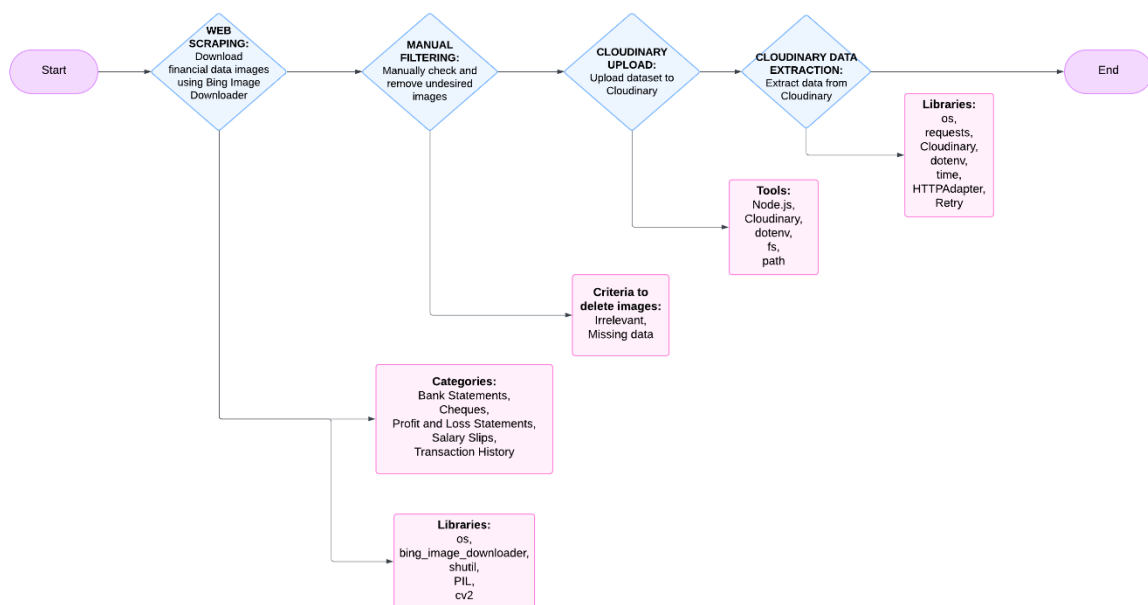 Start
WEB
SCRAPING:
Download
financial data images
using Bing Image
Downloader
MANUAL
FILTERING:
Manually check and
remove undesired
images
CLOUDINARY
UPLOAD:
Upload dataset to
Cloudinary
CLOUDINARY DATA
EXTRACTION:
Extract data from
Cloudinary
End
Libraries:
os,
requests,
Cloudinary,
dotenv,
time,
HTTPAdapter,
Retry
Tools:
Node.js,
Cloudinary,
dotenv,
fs,
path
Criteria to
delete images:
Irrelevant,
Missing data
Categories:
Bank Statements,
Cheques,
Profit and Loss Statements,
Salary Slips,
Transaction History
Libraries:
os,
bing_image_downloader,
shutil,
PIL,
cv2